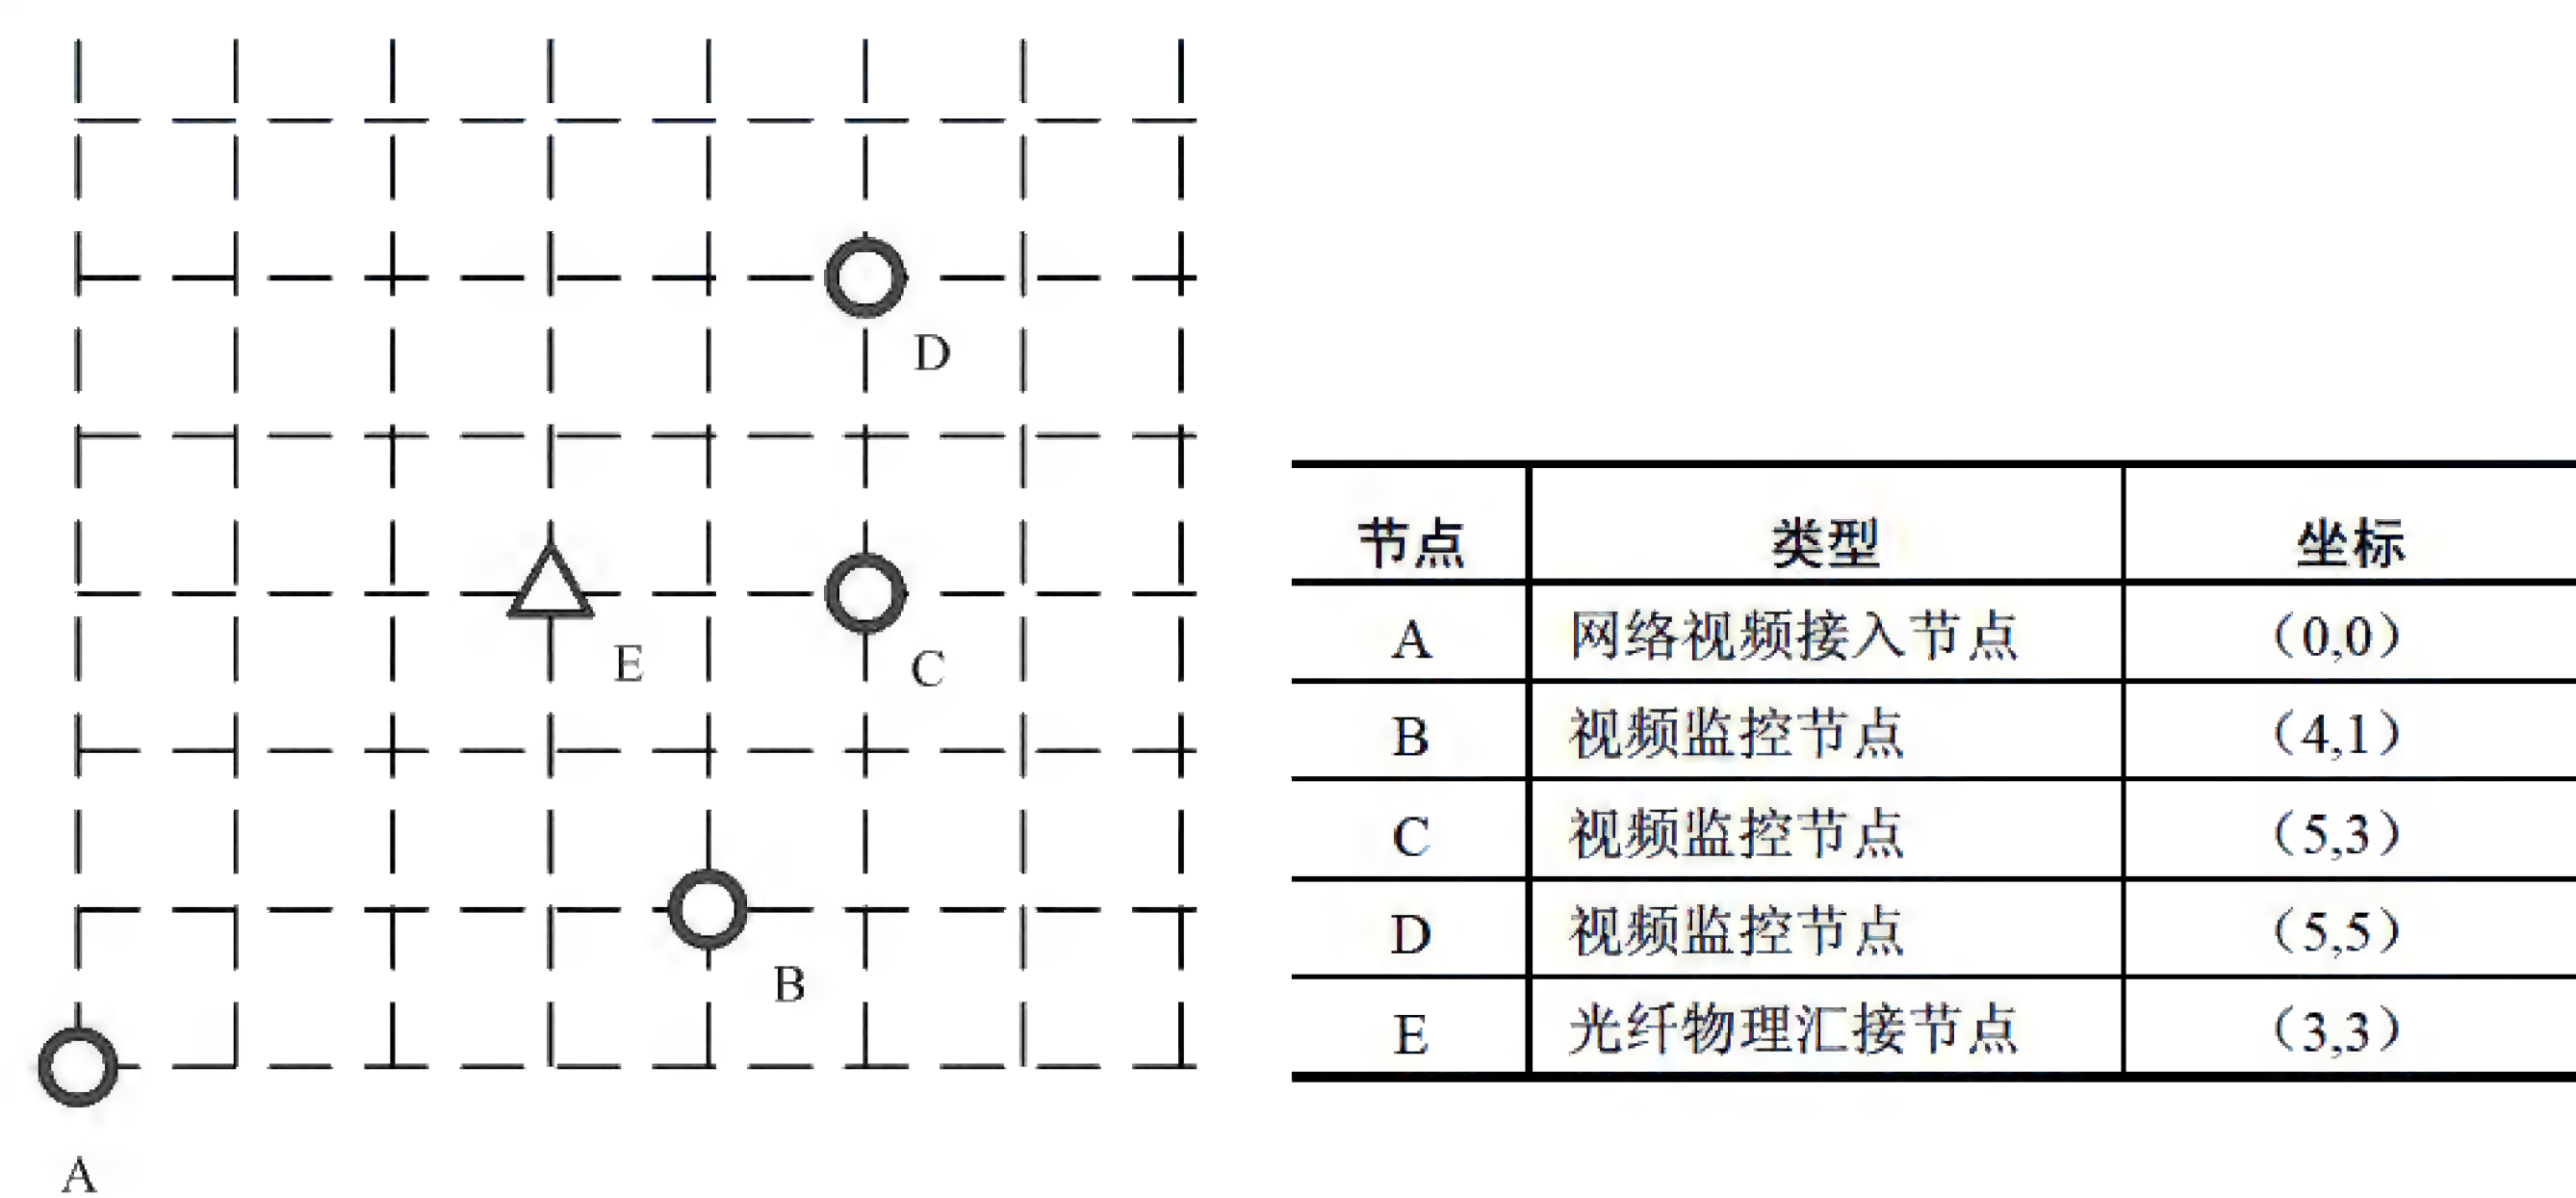 D
E
C
B
A
节点 类型 坐标
A 网络视频接入节点 （0,0）
B 视频监控节点 （4,1）
C 视频监控节点 （5,3）
D 视频监控节点 （5,5）
E 光纤物理汇接节点 （3,3）